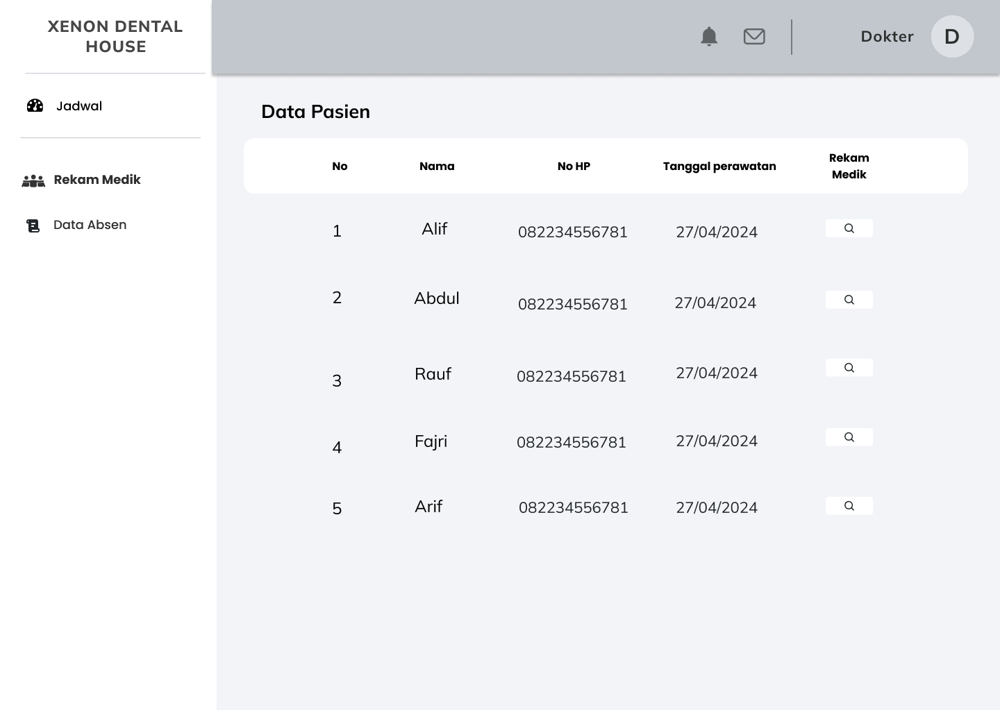 XENON DENTAL
HOUSE
Dokter D
Jadwal
Rekam Medik
Data Absen
Data Pasien
No Nama No HP Tanggal perawatan Rekam
Medik
1 Alif 082234556781 27/04/2024
2 Abdul 082234556781 27/04/2024
3 Rauf 082234556781 27/04/2024
4 Fajri 082234556781 27/04/2024
5 Arif 082234556781 27/04/2024